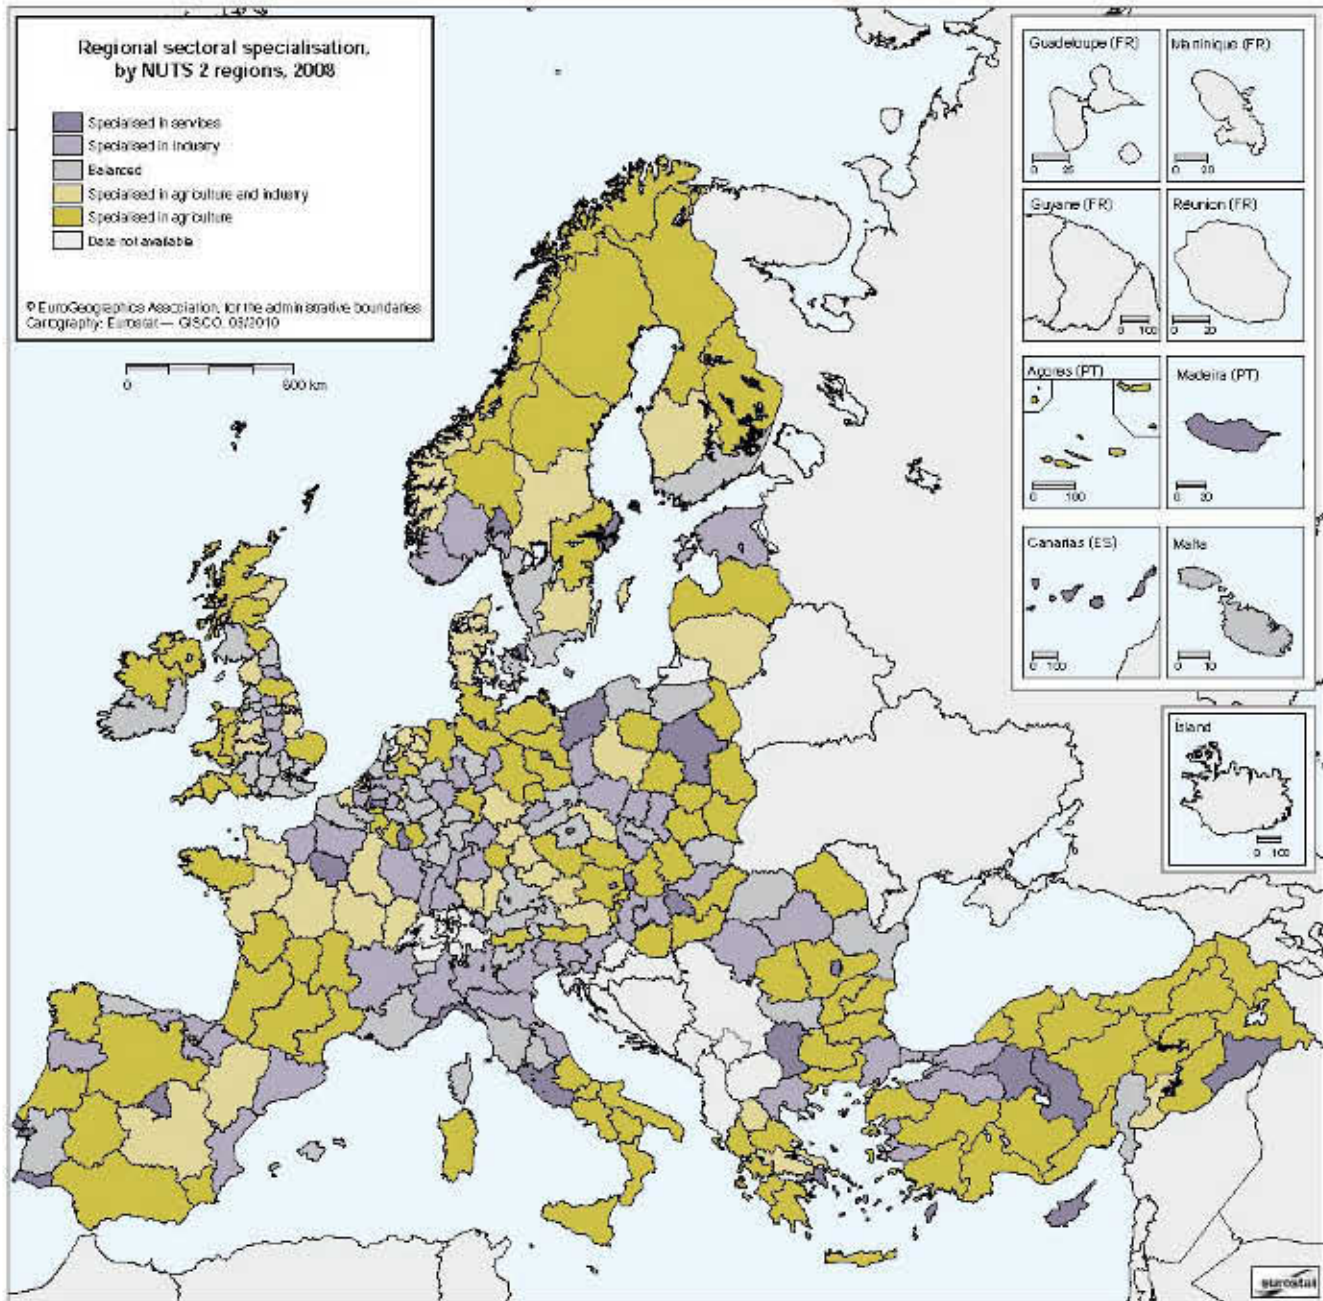 Regional sectoral specialisation,
by NUTS 2 regions, 2008
Specialised in services
Specialised in industry
Balanced
Specialised in agriculture and industry
Specialised in agriculture
Data not available
© EuroGeographics Association, for the administrative boundaries
Cartography: Eurostat — GISCO, 03/2010
0 600 km
Guadeloupe (FR)
0 25
Martinique (FR)
0 20
Guyane (FR)
0 100
Réunion (FR)
0 20
Açores (PT)
0 100
Madeira (PT)
0 20
Canarias (ES)
0 100
Malta
0 10
Ísland
0 100
eurostat